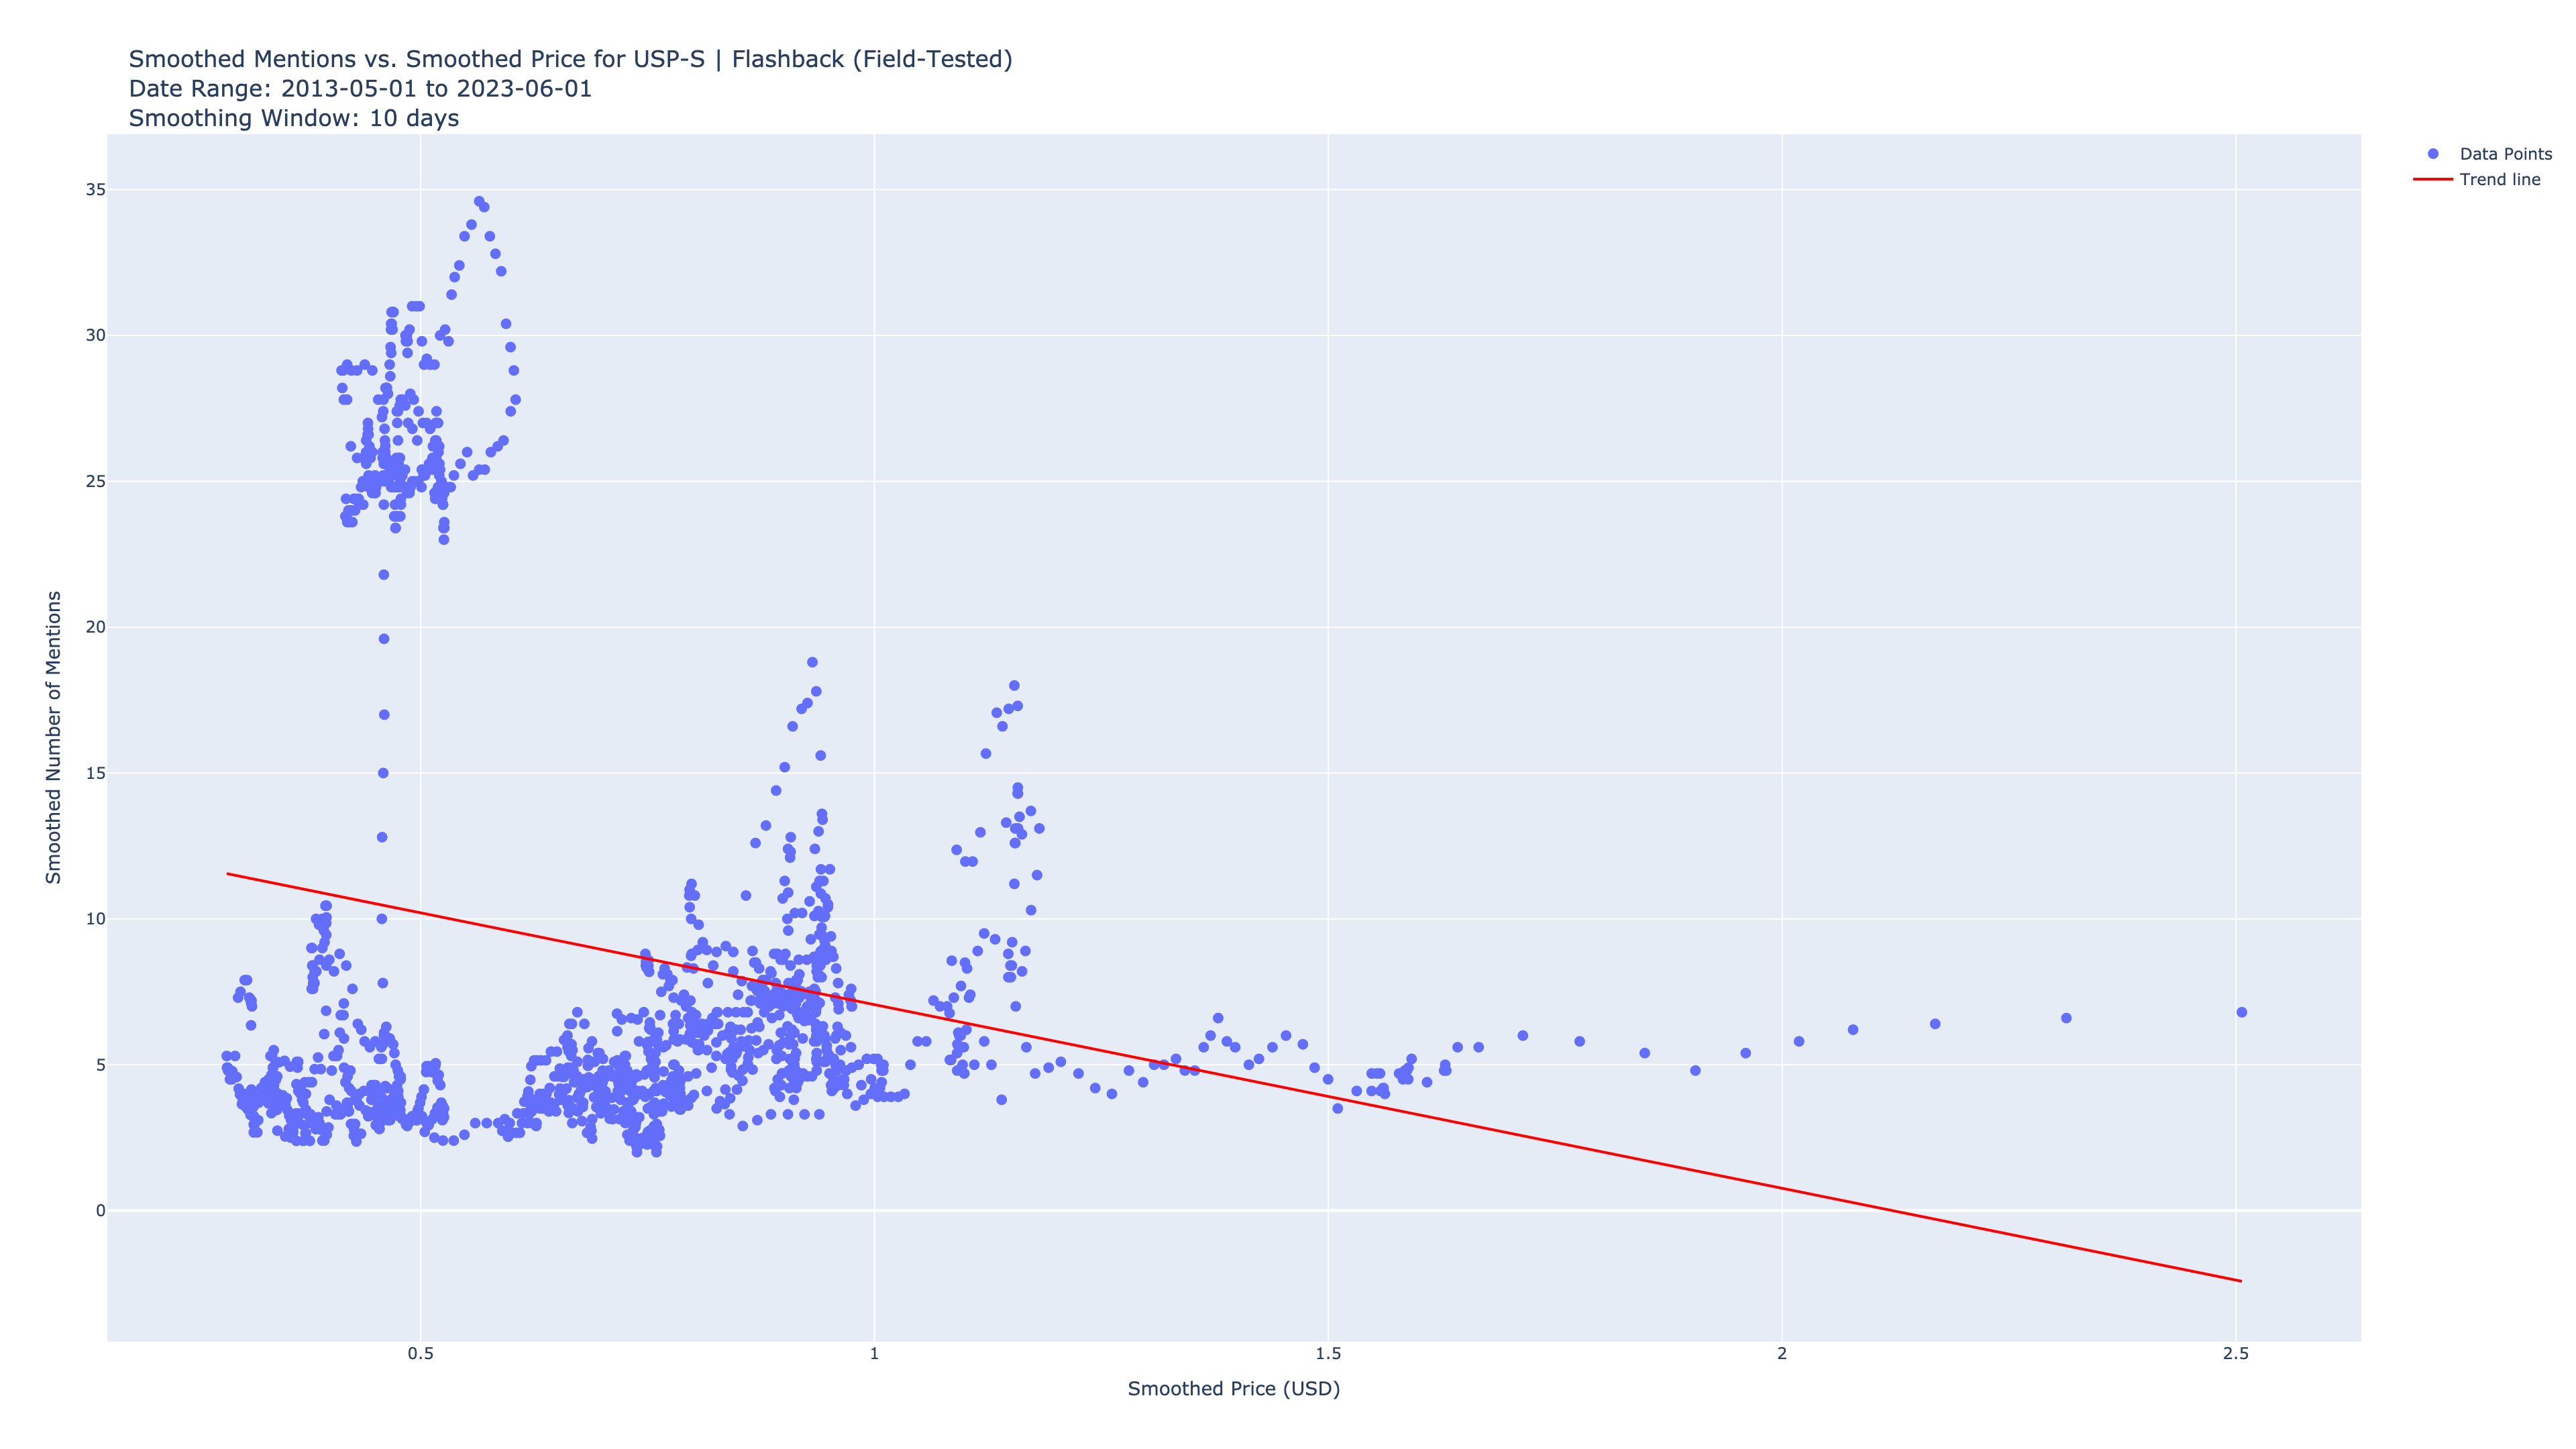 Smoothed Mentions vs. Smoothed Price for USP-S | Flashback (Field-Tested)
Date Range: 2013-05-01 to 2023-06-01
Smoothing Window: 10 days
Data Points
Trend line
35
30
25
20
15
10
5
0
Smoothed Number of Mentions
0.5
1
1.5
2
2.5
Smoothed Price (USD)